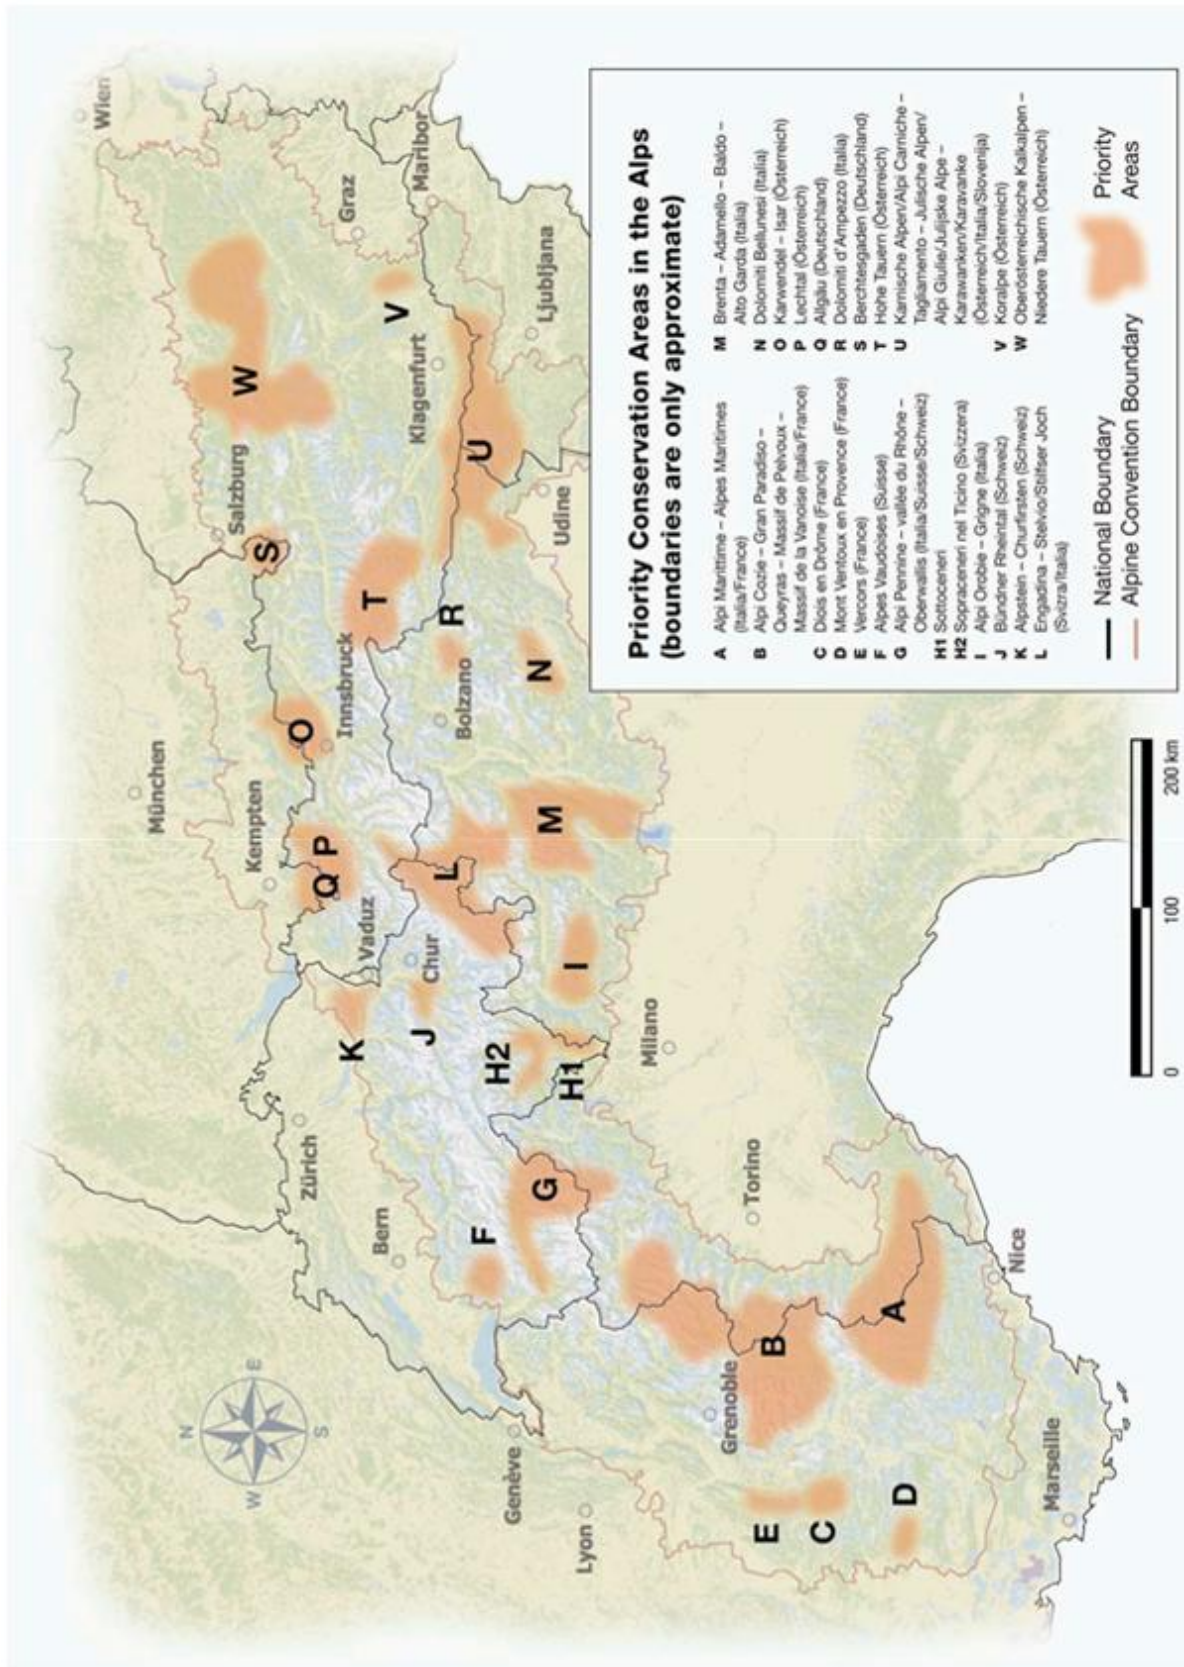 Wien
München
Salzburg
Kempten
Graz
Zürich
Innsbruck
Maribor
Vaduz
Klagenfurt
Bern
Chur
Bolzano
Ljubljana
Genève
Udine
Lyon
Milano
Grenoble
Torino
Nice
Marseille
N
E
S
W
A
B
C
D
E
F
G
H1
H2
I
J
K
L
M
N
O
P
Q
R
S
T
U
V
W
0 100 200 km
Priority Conservation Areas in the Alps
(boundaries are only approximate)
A Alpi Marittime – Alpes Maritimes
(Italia/France)
B Alpi Cozie – Gran Paradiso –
Queyras – Massif de Pelvoux –
Massif de la Vanoise (Italia/France)
C Diois en Drôme (France)
D Mont Ventoux en Provence (France)
E Vercors (France)
F Alpes Vaudoises (Suisse)
G Alpi Pennine – vallée du Rhône –
Oberwallis (Italia/Suisse/Schweiz)
H1 Sottoceneri
H2 Sopraceneri nel Ticino (Svizzera)
I Alpi Orobie – Grigne (Italia)
J Bündner Rheintal (Schweiz)
K Alpstein – Churfirsten (Schweiz)
L Engadina – Stelvio/Stilfser Joch
(Svizra/Italia)
M Brenta – Adamello – Baldo –
Alto Garda (Italia)
N Dolomiti Bellunesi (Italia)
O Karwendel – Isar (Österreich)
P Lechtal (Österreich)
Q Allgäu (Deutschland)
R Dolomiti d'Ampezzo (Italia)
S Berchtesgaden (Deutschland)
T Hohe Tauern (Österreich)
U Karnische Alpen/Alpi Carniche –
Tagliamento – Julische Alpen/
Alpi Giulie/Julijske Alpe –
Karawanken/Karavanke
(Österreich/Italia/Slovenija)
V Koralpe (Österreich)
W Oberösterreichische Kalkalpen –
Niedere Tauern (Österreich)
National Boundary
Alpine Convention Boundary
Priority
Areas